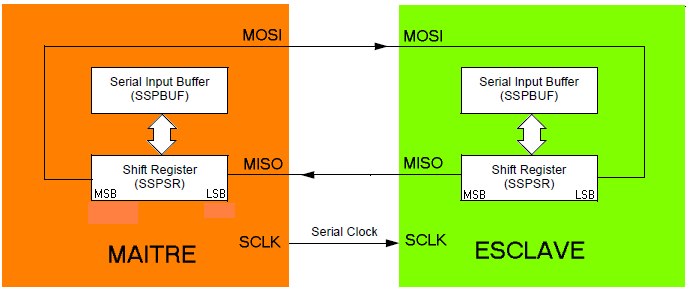 MOSI
MOSI
Serial Input Buffer
(SSPBUF)
Serial Input Buffer
(SSPBUF)
Shift Register
(SSPSR)
MSB
LSB
MISO
MISO
Shift Register
(SSPSR)
MSB
LSB
MAITRE
SCLK
Serial Clock
SCLK
ESCLAVE